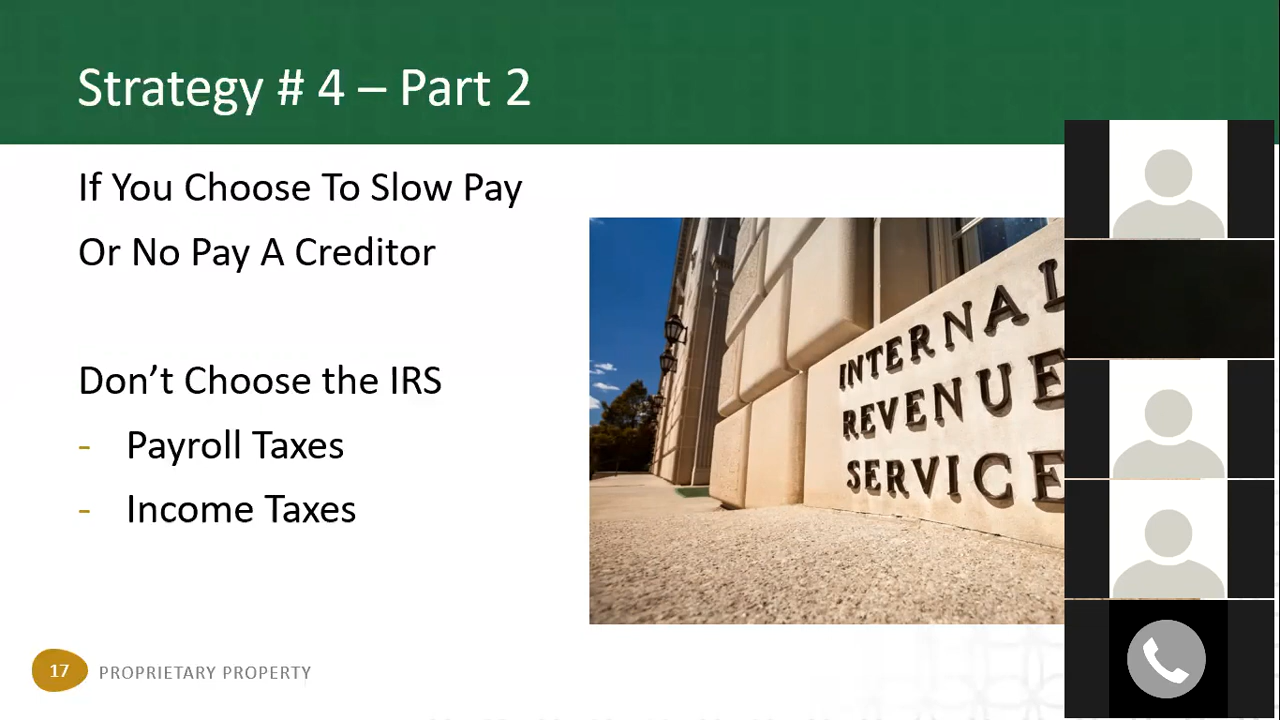 Strategy # 4 – Part 2
If You Choose To Slow Pay
Or No Pay A Creditor
Don’t Choose the IRS
- Payroll Taxes
- Income Taxes
INTERNAL
REVENUE
SERVICE
17 PROPRIETARY PROPERTY